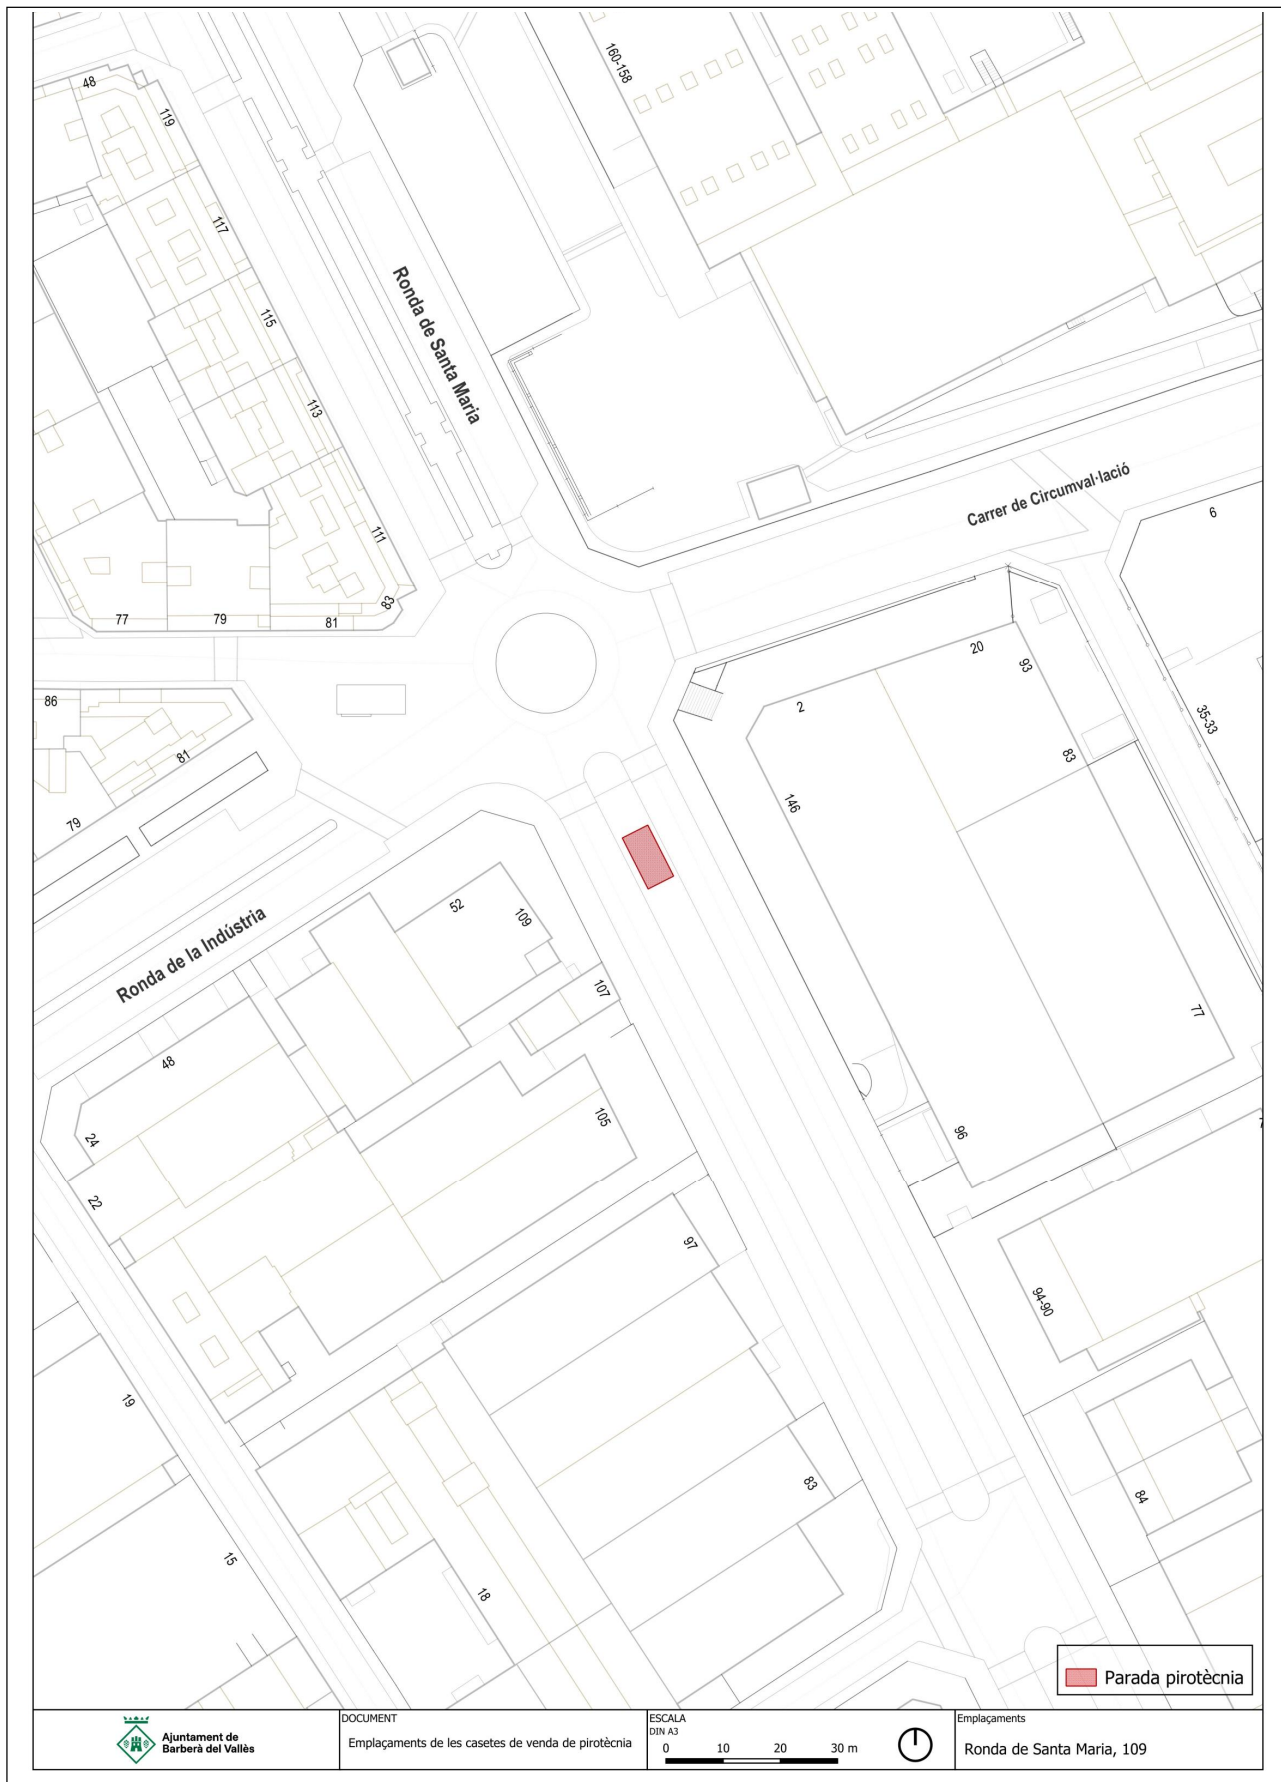 160-158
48
119
117
Ronda de Santa Maria
115
113
Carrer de Circumval·lació
6
111
83
77
79
81
20
93
86
2
35-33
81
83
146
79
52
109
Ronda de la Indústria
107
77
48
105
96
24
22
97
94-90
19
83
84
15
18
Parada pirotècnia
Ajuntament de
Barberà del Vallès
DOCUMENT
Emplaçaments de les casetes de venda de pirotècnia
ESCALA
DIN A3
0 10 20 30 m
Emplaçaments
Ronda de Santa Maria, 109